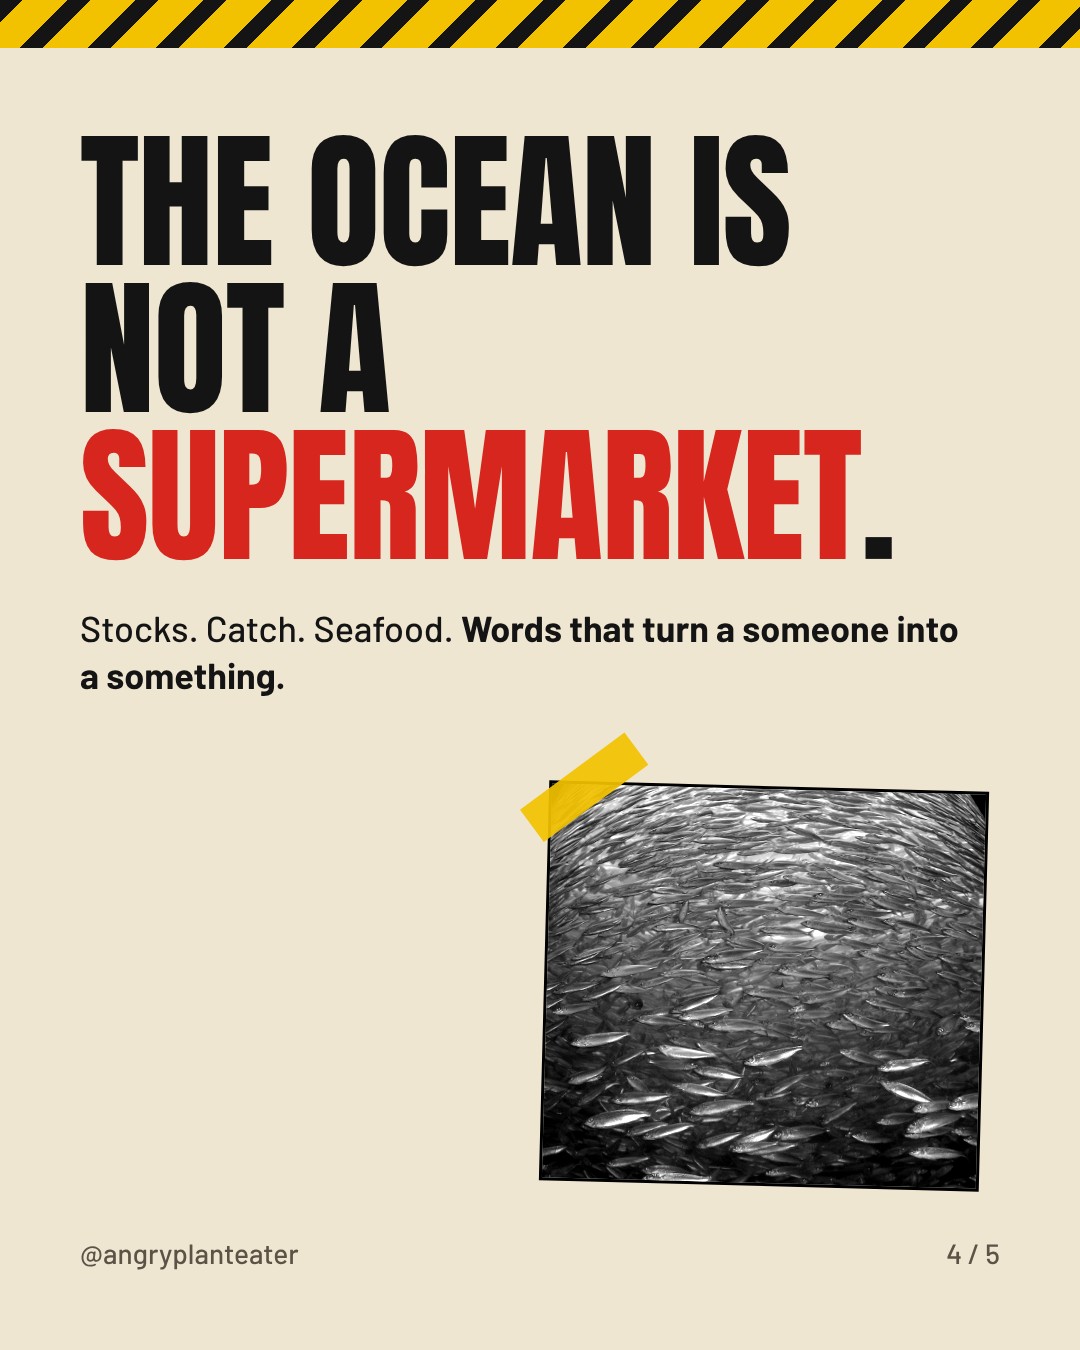 THE OCEAN IS
NOT A
SUPERMARKET.
Stocks. Catch. Seafood. Words that turn a someone into
a something.
@angryplanteater
4 / 5